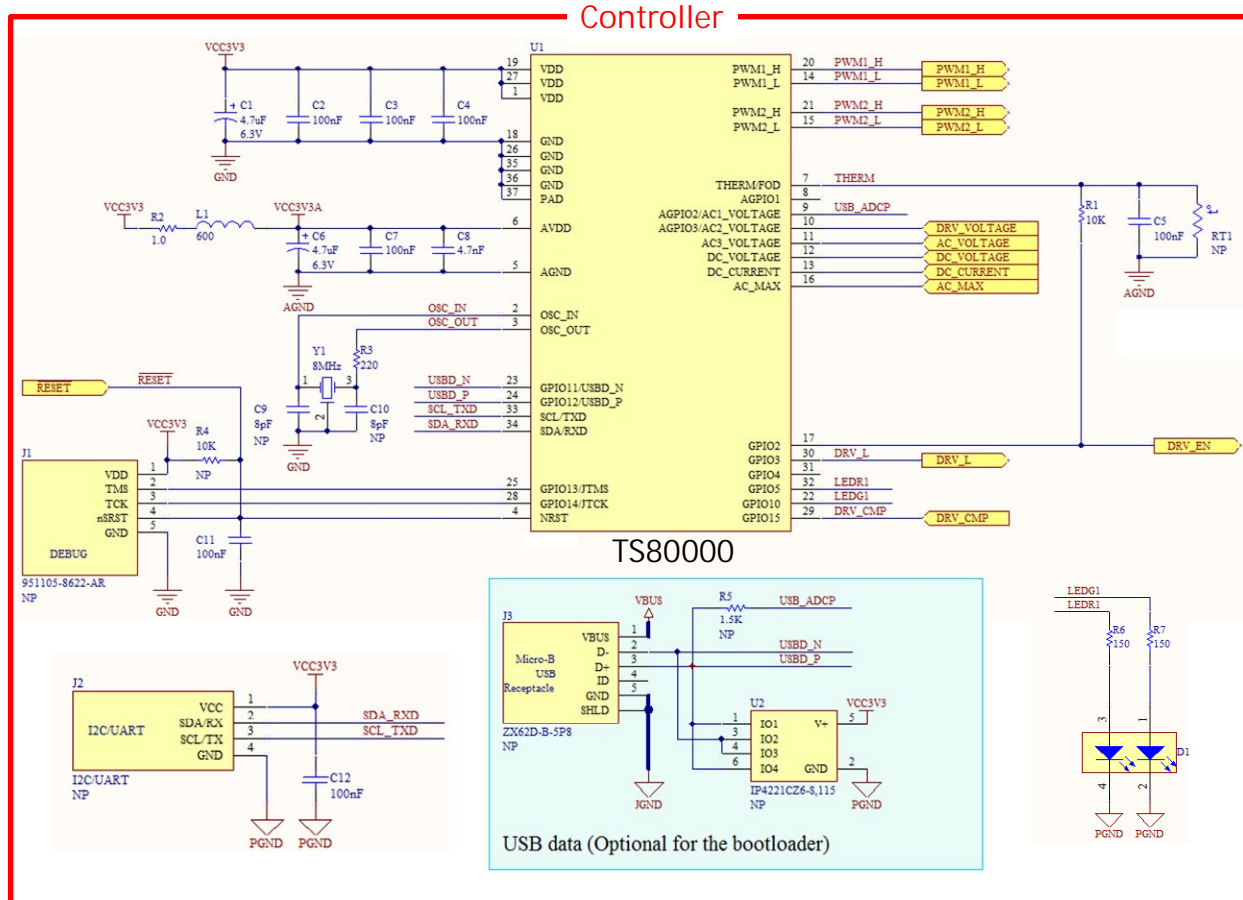 Controller
VCC3V3
C1
4.7uF
6.3V
C2
100nF
C3
100nF
C4
100nF
GND
VCC3V3
R2
1.0
L1
600
VCC3V3A
C6
4.7uF
6.3V
C7
100nF
C8
4.7nF
AGND
OSC_IN
OSC_OUT
Y1
8MHz
R3
220
1
3
2
C9
8pF
NP
C10
8pF
NP
GND
USBD_N
USBD_P
SCL_TXD
SDA_RXD
RESET
RESET
VCC3V3
R4
10K
NP
J1
VDD 1
TMS 2
TCK 3
nSRST 4
GND 5
DEBUG
951105-8622-AR
NP
C11
100nF
GND
GND
U1
19 VDD
27 VDD
1 VDD
18 GND
26 GND
35 GND
36 GND
37 PAD
6 AVDD
5 AGND
2 OSC_IN
3 OSC_OUT
23 GPIO11/USBD_N
24 GPIO12/USBD_P
33 SCL/TXD
34 SDA/RXD
25 GPIO13/JTMS
28 GPIO14/JTCK
4 NRST
PWM1_H 20 PWM1_H PWM1_H
PWM1_L 14 PWM1_L PWM1_L
PWM2_H 21 PWM2_H PWM2_H
PWM2_L 15 PWM2_L PWM2_L
THERM/FOD 7 THERM
AGPIO1 8
AGPIO2/AC1_VOLTAGE 9 USB_ADCP
AGPIO3/AC2_VOLTAGE 10 DRV_VOLTAGE
AC3_VOLTAGE 11 AC_VOLTAGE
DC_VOLTAGE 12 DC_VOLTAGE
DC_CURRENT 13 DC_CURRENT
AC_MAX 16 AC_MAX
R1
10K
C5
100nF
t°
RT1
NP
AGND
GPIO2 17 DRV_EN
GPIO3 30 DRV_L DRV_L
GPIO4 31
GPIO5 32 LEDR1
GPIO10 22 LEDG1
GPIO15 29 DRV_CMP DRV_CMP
TS80000
J2
VCC 1
SDA/RX 2 SDA_RXD
SCL/TX 3 SCL_TXD
GND 4
I2C/UART
I2C/UART
NP
VCC3V3
C12
100nF
PGND
PGND
J3
VBUS 1
D- 2
D+ 3
ID 4
GND 5
SHLD
Micro-B
USB
Receptacle
ZX62D-B-5P8
NP
VBUS
R5
1.5K
NP
USB_ADCP
USBD_N
USBD_P
JGND
U2
1 IO1 V+ 5 VCC3V3
3 IO2
4 IO3
6 IO4 GND 2
IP4221CZ6-8,115
NP
PGND
USB data (Optional for the bootloader)
LEDG1
LEDR1
R6
150
R7
150
3
1
D1
4
2
PGND
PGND